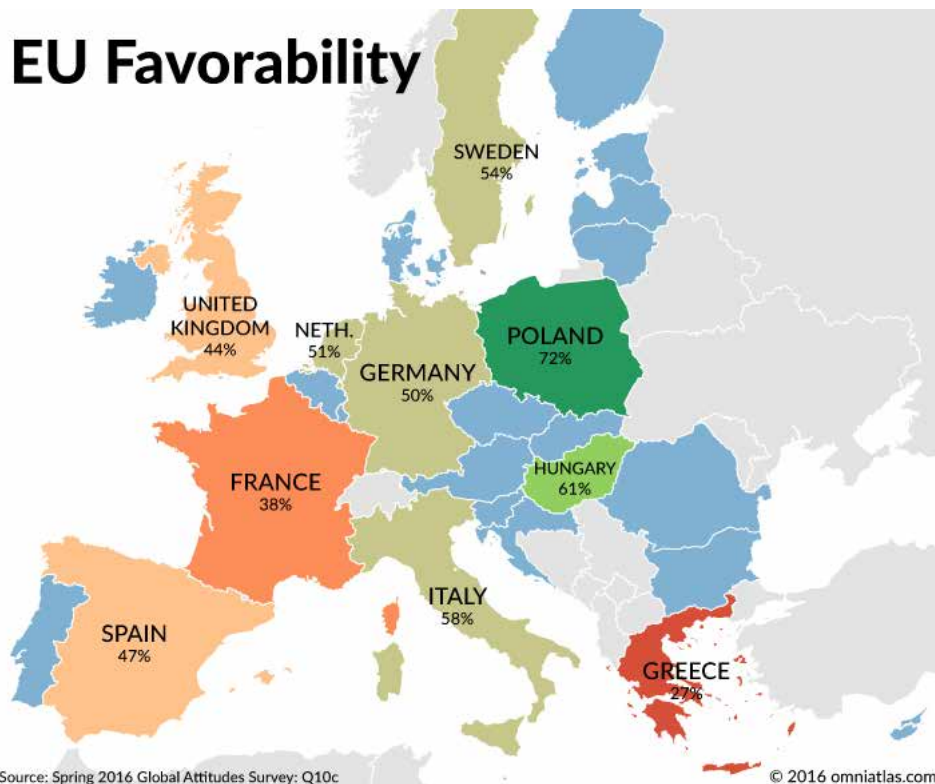 EU Favorability
SWEDEN
54%
UNITED
KINGDOM
44%
NETH.
51%
GERMANY
50%
POLAND
72%
FRANCE
38%
HUNGARY
61%
ITALY
58%
SPAIN
47%
GREECE
27%
Source: Spring 2016 Global Attitudes Survey: Q10c
© 2016 omniatlas.com